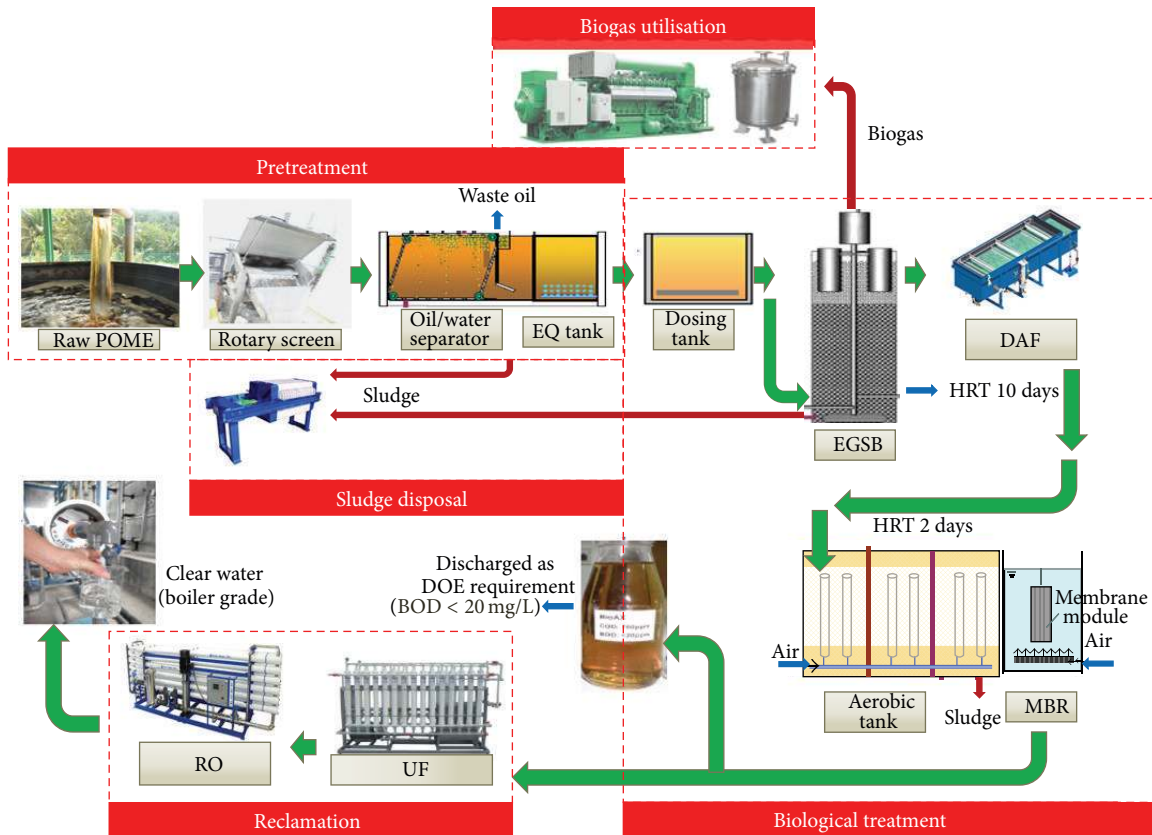 Biogas utilisation
Biogas
Pretreatment
Waste oil
Raw POME
Rotary screen
Oil/water
separator
EQ tank
Dosing
tank
EGSB
DAF
HRT 10 days
Sludge
Sludge disposal
HRT 2 days
Clear water
(boiler grade)
Discharged as
DOE requirement
(BOD < 20 mg/L)
Membrane
module
Air
Air
Aerobic
tank
Sludge
MBR
RO
UF
Reclamation
Biological treatment